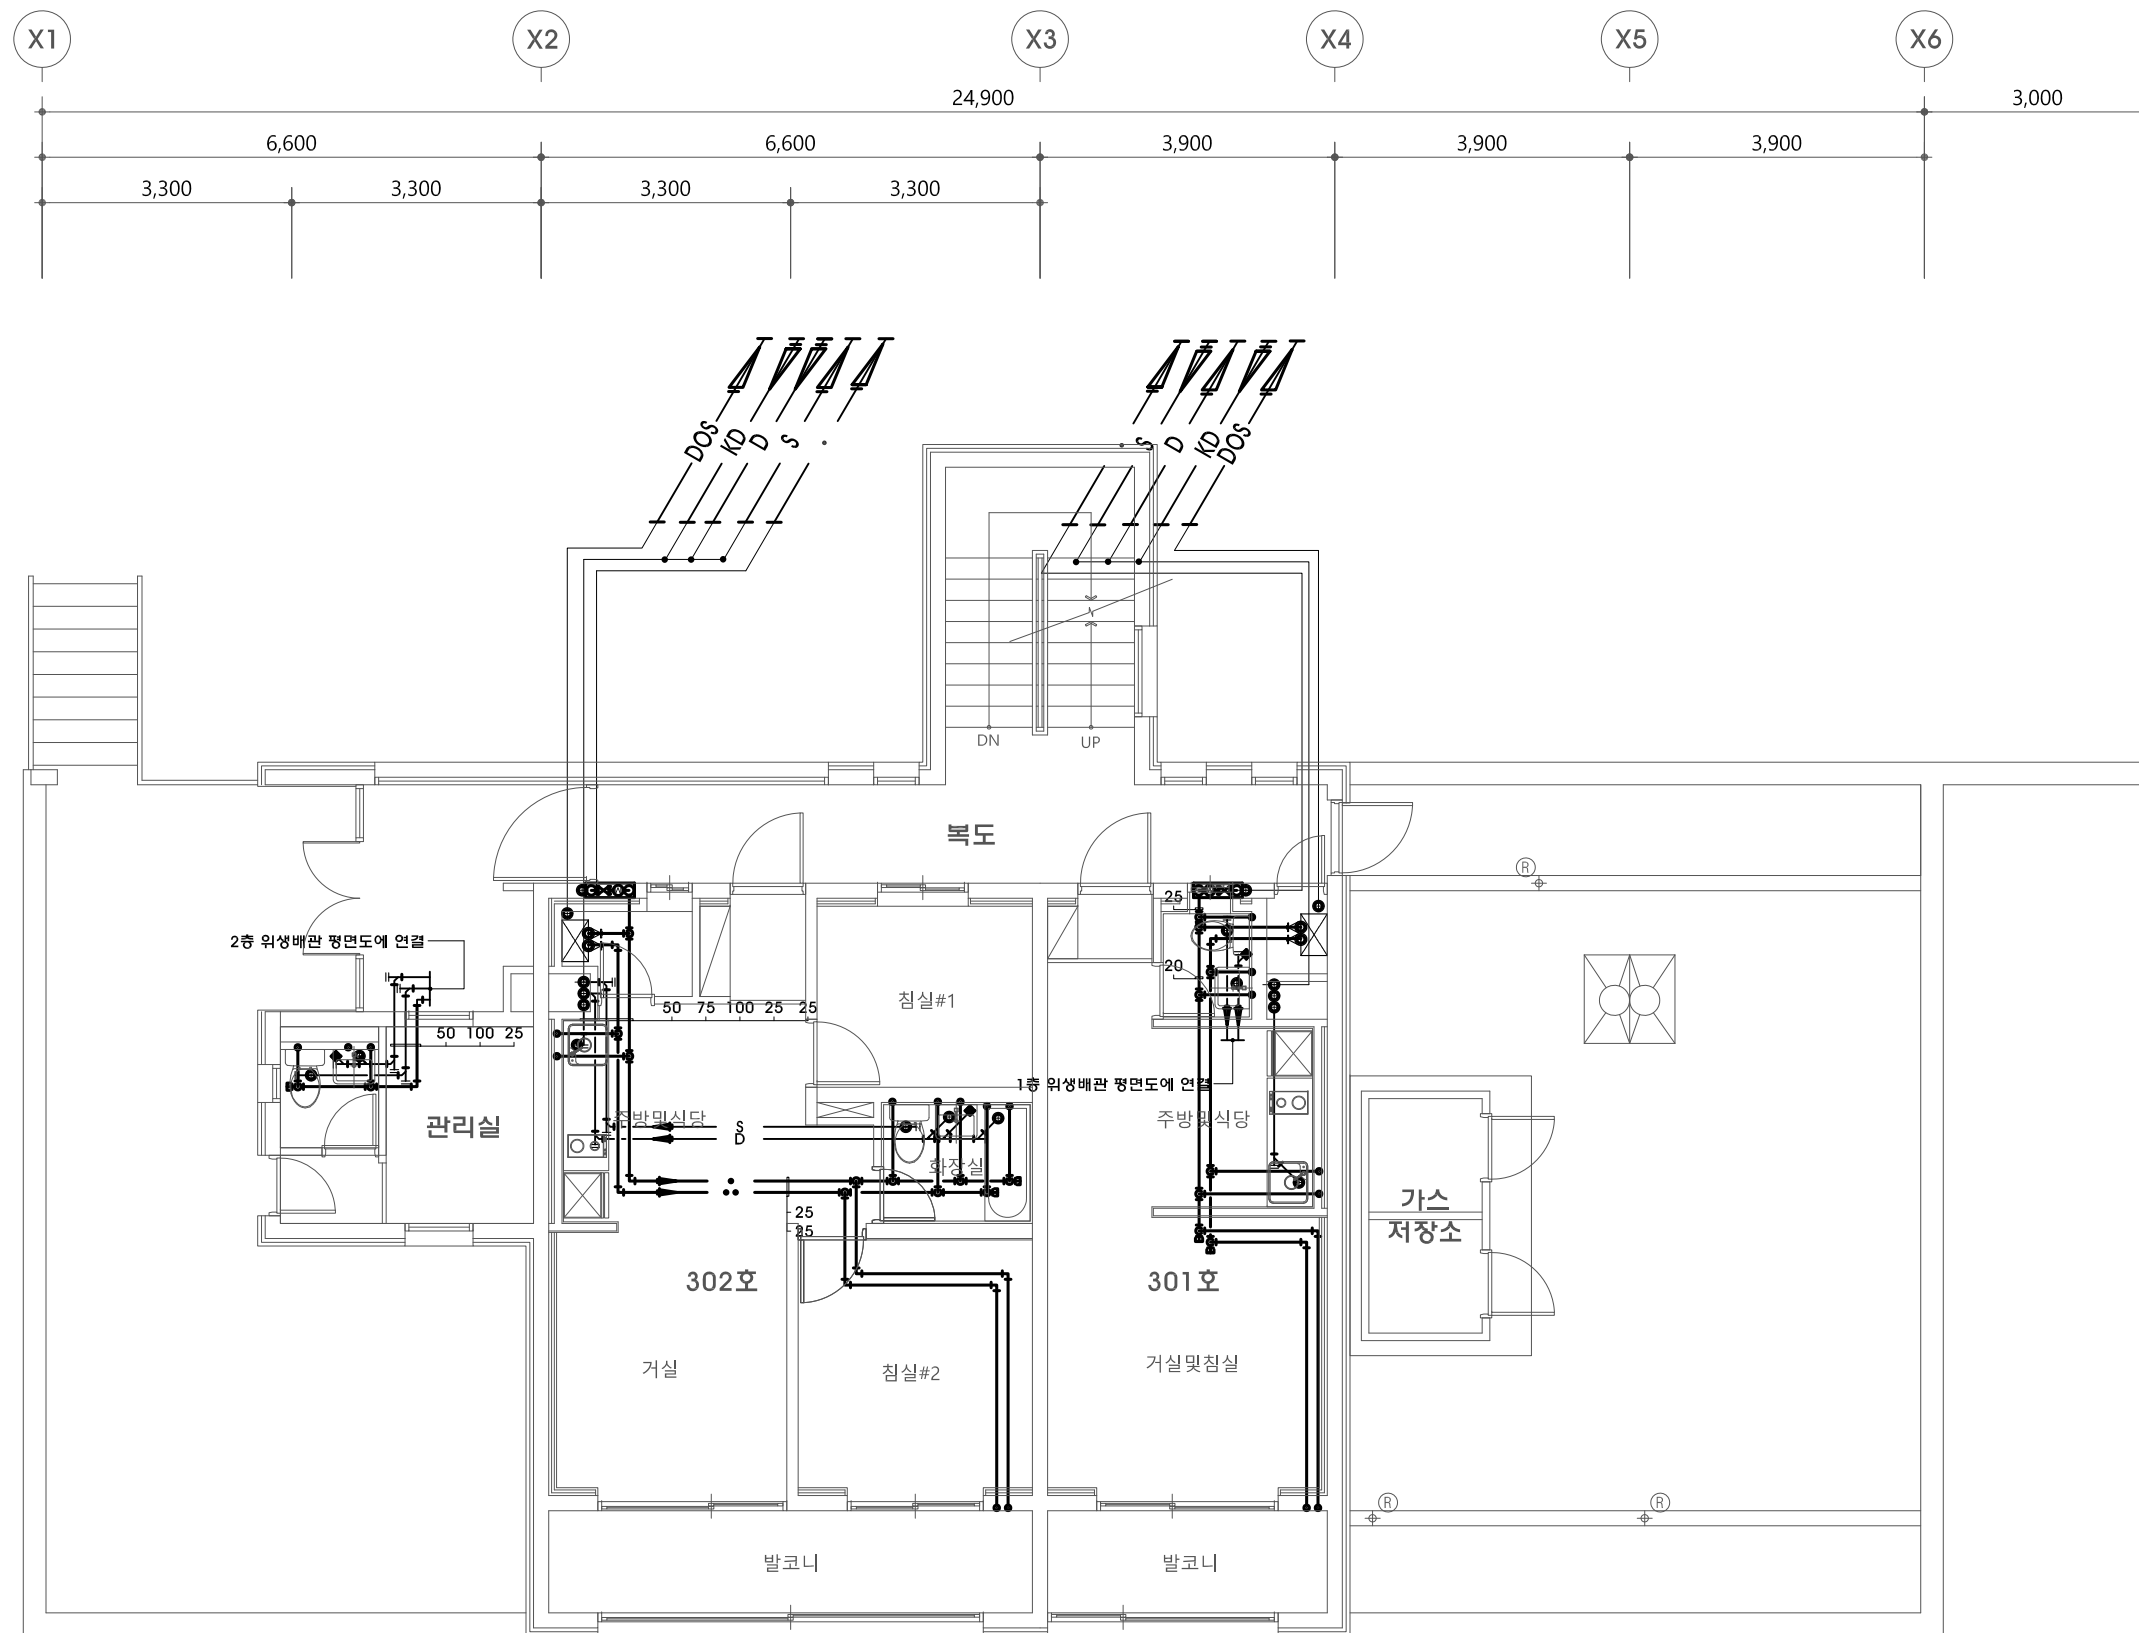 X1 X2 X3 X4 X5 X6
24,900 3,000
6,600 6,600 3,900 3,900 3,900
3,300 3,300 3,300 3,300
DOS KD D S
S D KD DOS
DN UP
복도
R
25
2층 위생배관 평면도에 연결
20
침실#1
50 75 100 25 25
50 100 25
1층 위생배관 평면도에 연결
관리실
주방및식당
주방및식당
S
D
화장실
가스
저장소
25
25
302호
301호
거실
침실#2
거실및침실
R R
발코니
발코니